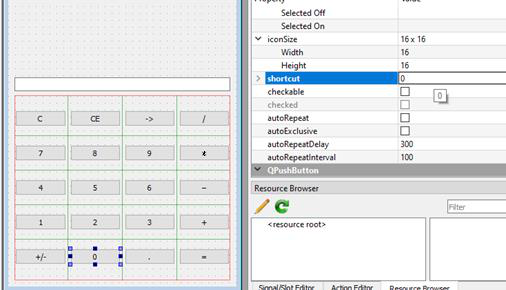 Value
Selected Off
Selected On
iconSize 16 x 16
Width 16
Height 16
shortcut 0
checkable
0
checked
autoRepeat
autoExclusive
autoRepeatDelay 300
autoRepeatInterval 100
QPushButton
Resource Browser
Filter
<resource root>
Signal/Slot Editor Action Editor Resource Browser
C CE -> /
7 8 9 *
4 5 6 -
1 2 3 +
+/- 0 . =